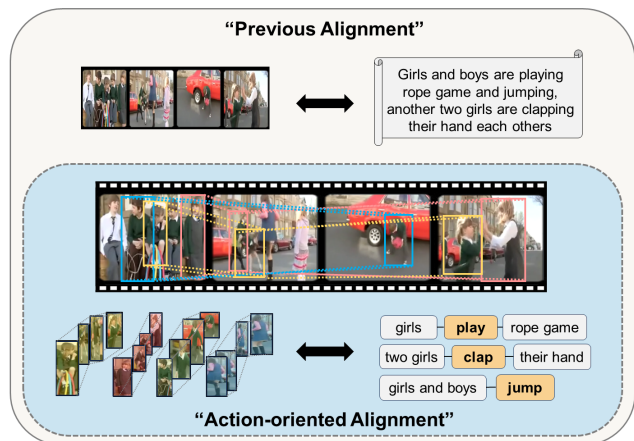 “Previous Alignment”
Girls and boys are playing
rope game and jumping,
another two girls are clapping
their hand each others
girls play rope game
two girls clap their hand
girls and boys jump
“Action-oriented Alignment”